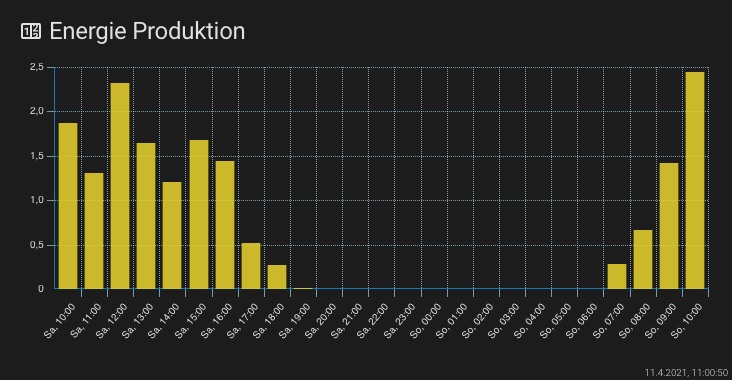 Energie Produktion
2,5
2,0
1,5
1,0
0,5
0
Sa. 10:00
Sa. 11:00
Sa. 12:00
Sa. 13:00
Sa. 14:00
Sa. 15:00
Sa. 16:00
Sa. 17:00
Sa. 18:00
Sa. 19:00
Sa. 20:00
Sa. 21:00
Sa. 22:00
Sa. 23:00
So. 00:00
So. 01:00
So. 02:00
So. 03:00
So. 04:00
So. 05:00
So. 06:00
So. 07:00
So. 08:00
So. 09:00
So. 10:00
11.4.2021, 11:00:50